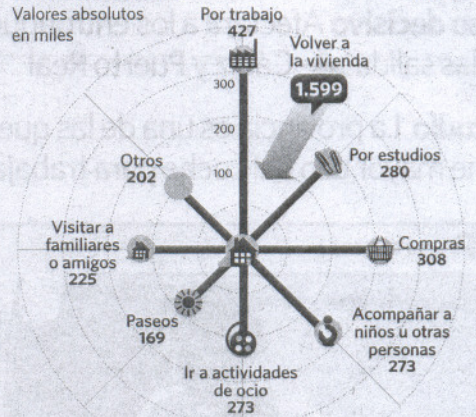 Valores absolutos
en miles
Por trabajo
427
Volver a
la vivienda
1.599
300
200
100
Otros
202
Por estudios
280
Visitar a
familiares
o amigos
225
Compras
308
Paseos
169
Acompañar a
niños u otras
personas
273
Ir a actividades
de ocio
273